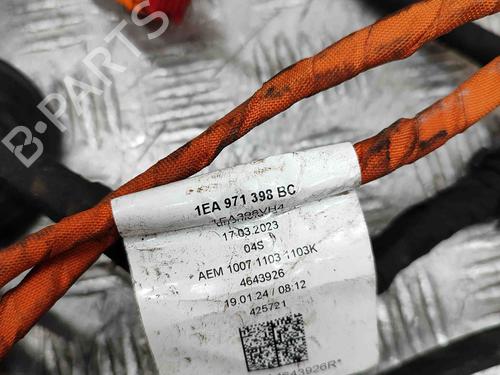 B-PARTS
1EA 971 398 BC
17.03.2023
04S
AEM 1007 1103 1103K
4643926
19.01.24 / 08:12
425721